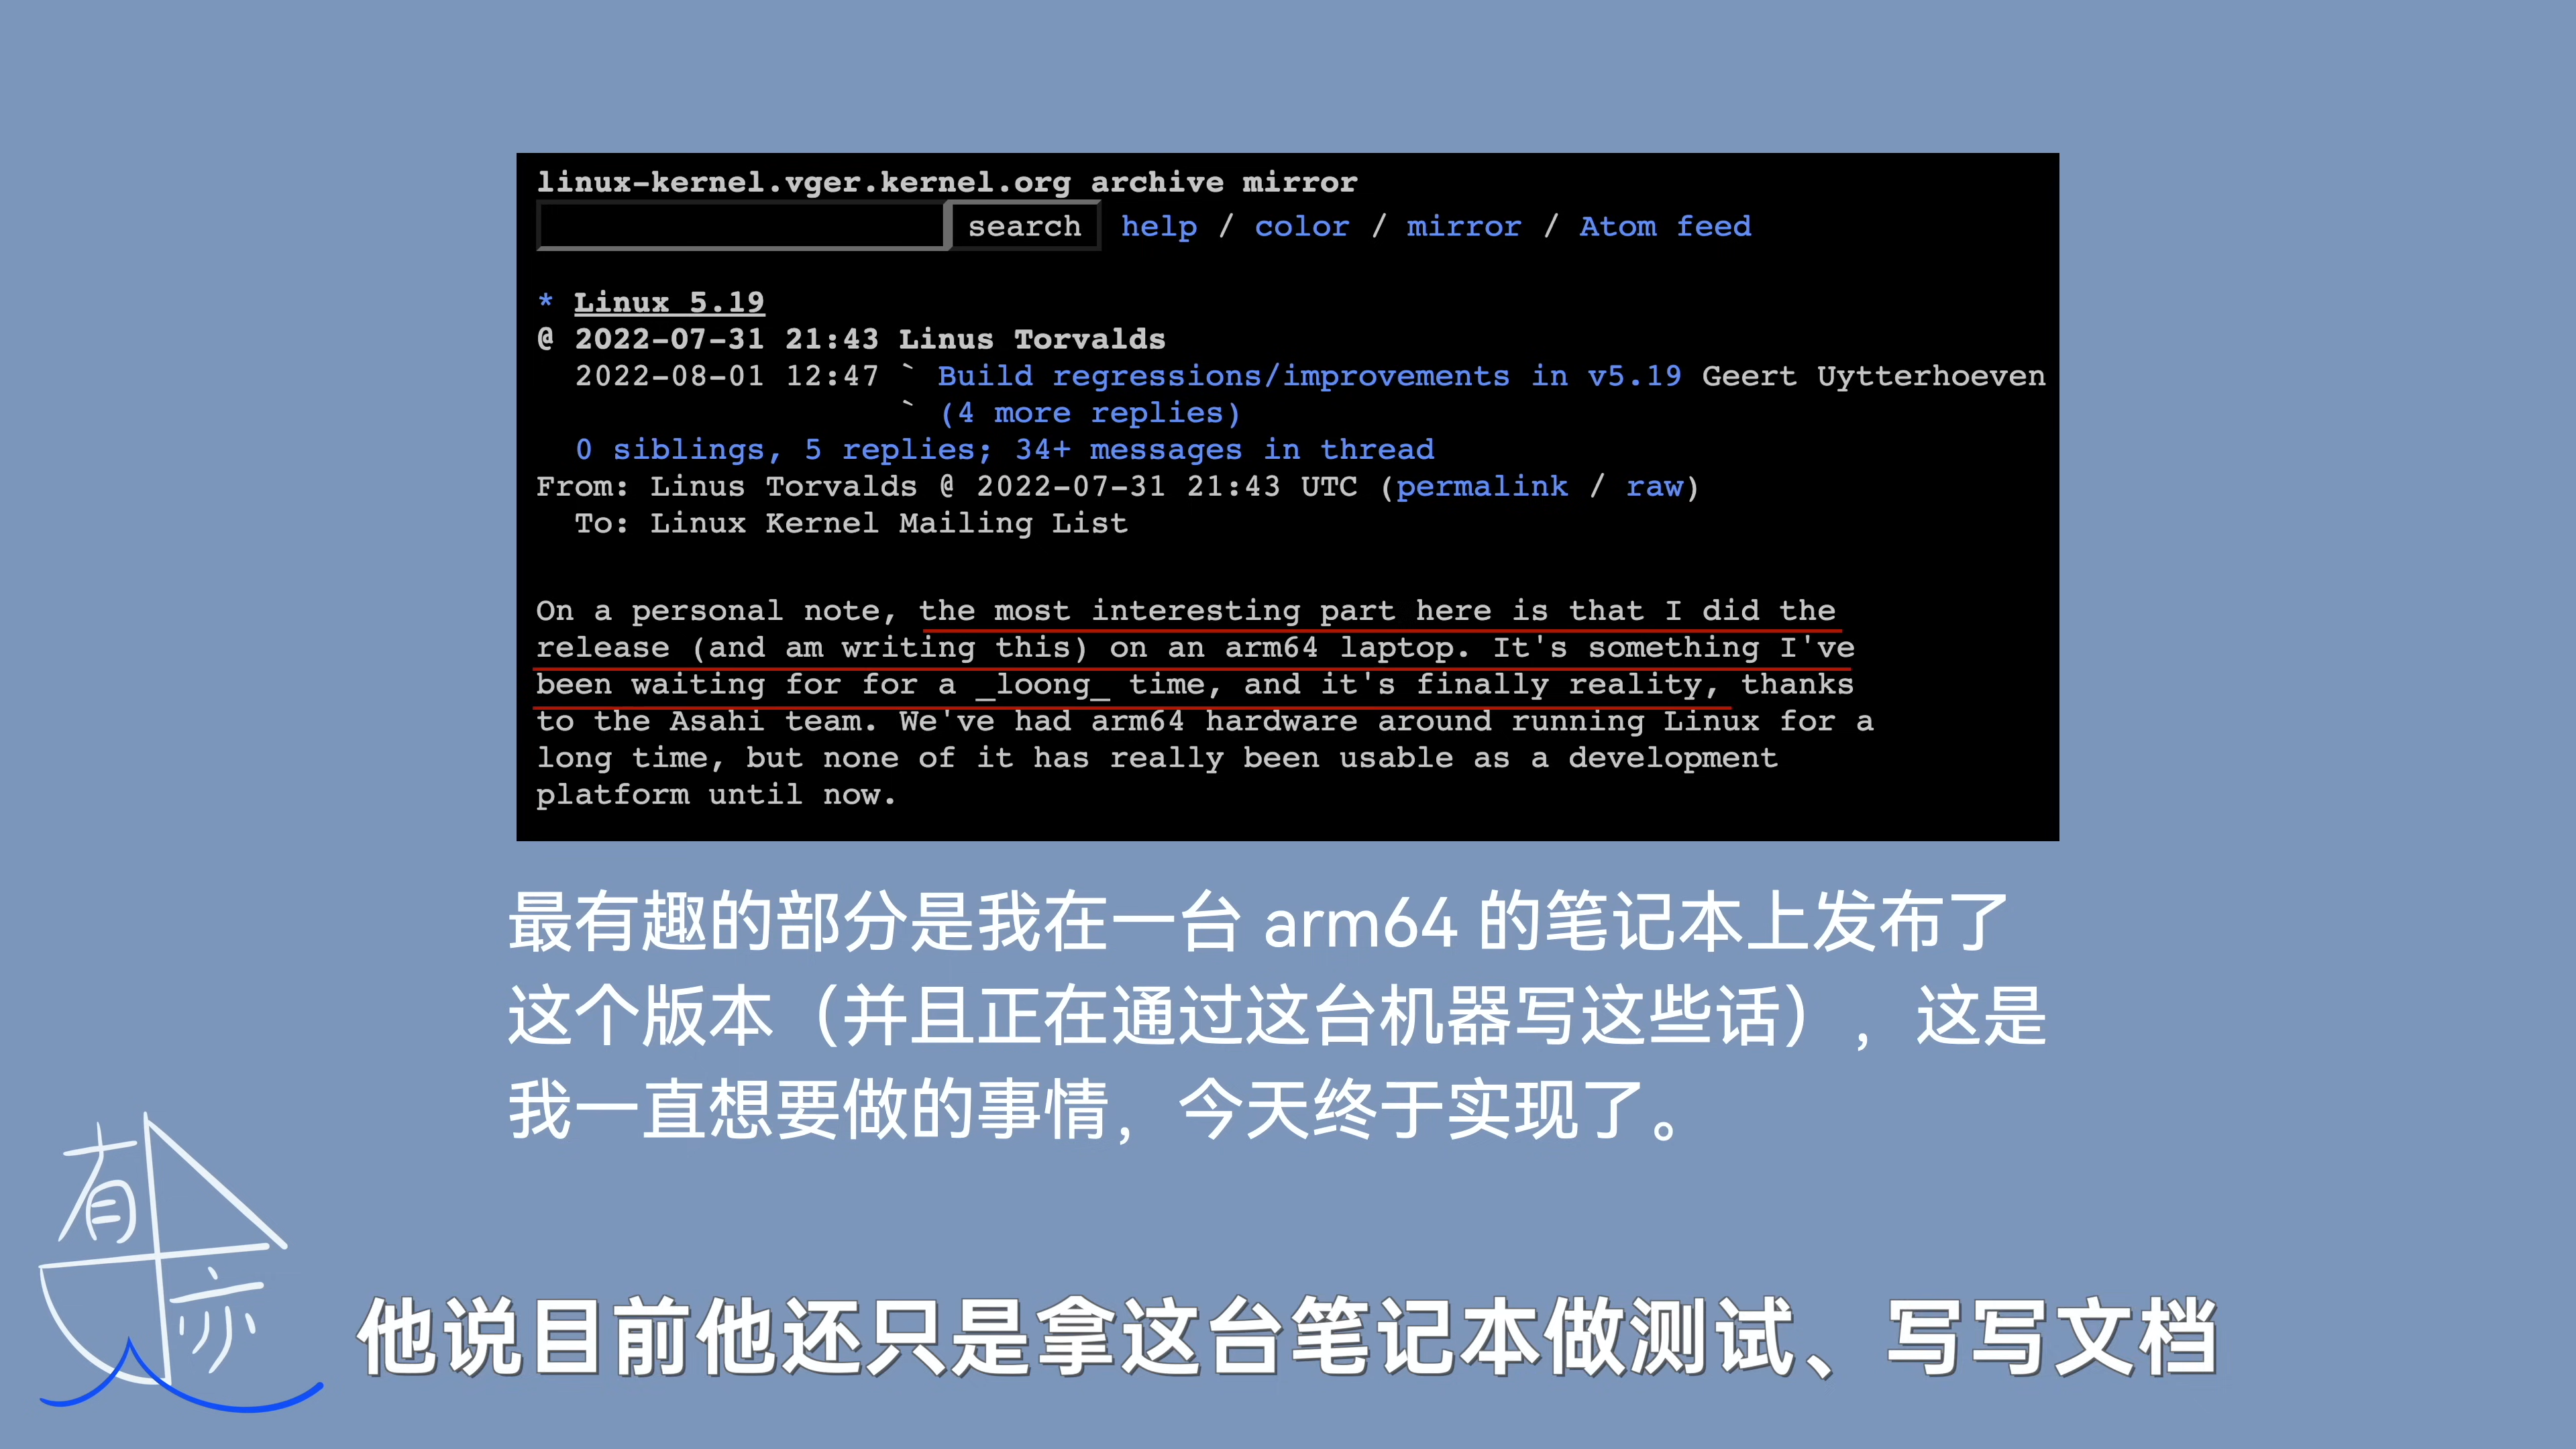 linux-kernel.vger.kernel.org archive mirror
search help / color / mirror / Atom feed
* Linux 5.19
@ 2022-07-31 21:43 Linus Torvalds
2022-08-01 12:47 ` Build regressions/improvements in v5.19 Geert Uytterhoeven
` (4 more replies)
0 siblings, 5 replies; 34+ messages in thread
From: Linus Torvalds @ 2022-07-31 21:43 UTC (permalink / raw)
To: Linux Kernel Mailing List
On a personal note, the most interesting part here is that I did the
release (and am writing this) on an arm64 laptop. It's something I've
been waiting for for a _loong_ time, and it's finally reality, thanks
to the Asahi team. We've had arm64 hardware around running Linux for a
long time, but none of it has really been usable as a development
platform until now.
最有趣的部分是我在一台 arm64 的笔记本上发布了
这个版本（并且正在通过这台机器写这些话），这是
我一直想要做的事情，今天终于实现了。
有
亦
他说目前他还只是拿这台笔记本做测试、写写文档